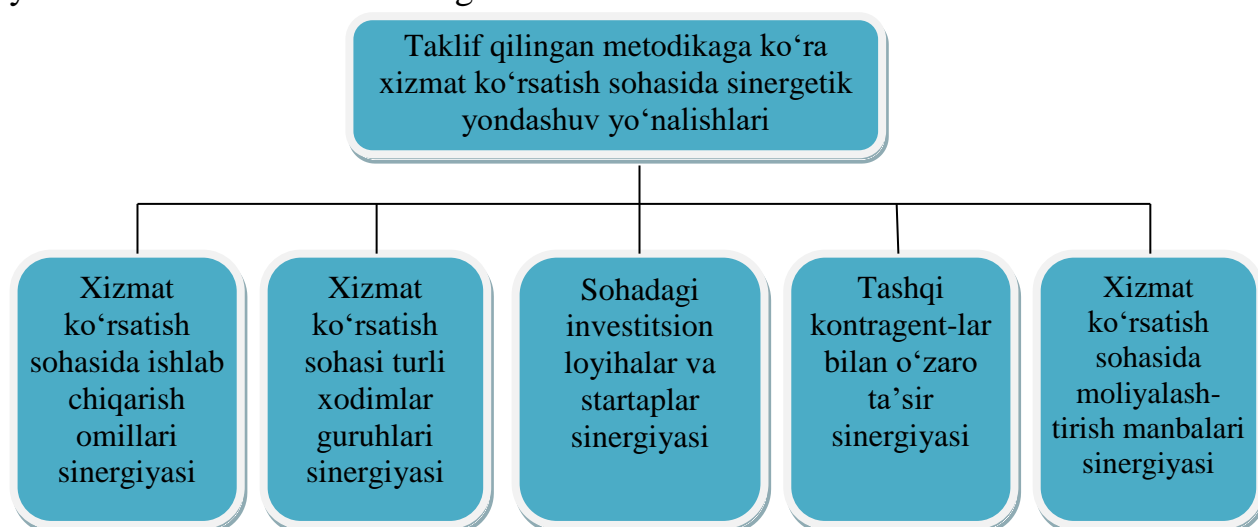 Taklif qilingan metodikaga ko‘ra
xizmat ko‘rsatish sohasida sinergetik
yondashuv yo‘nalishlari
Xizmat
ko‘rsatish
sohasida ishlab
chiqarish
omillari
sinergiyasi
Xizmat
ko‘rsatish
sohasi turli
xodimlar
guruhlari
sinergiyasi
Sohadagi
investitsion
loyihalar va
startaplar
sinergiyasi
Tashqi
kontragent-lar
bilan o‘zaro
ta’sir
sinergiyasi
Xizmat
ko‘rsatish
sohasida
moliyalash-
tirish manbalari
sinergiyasi